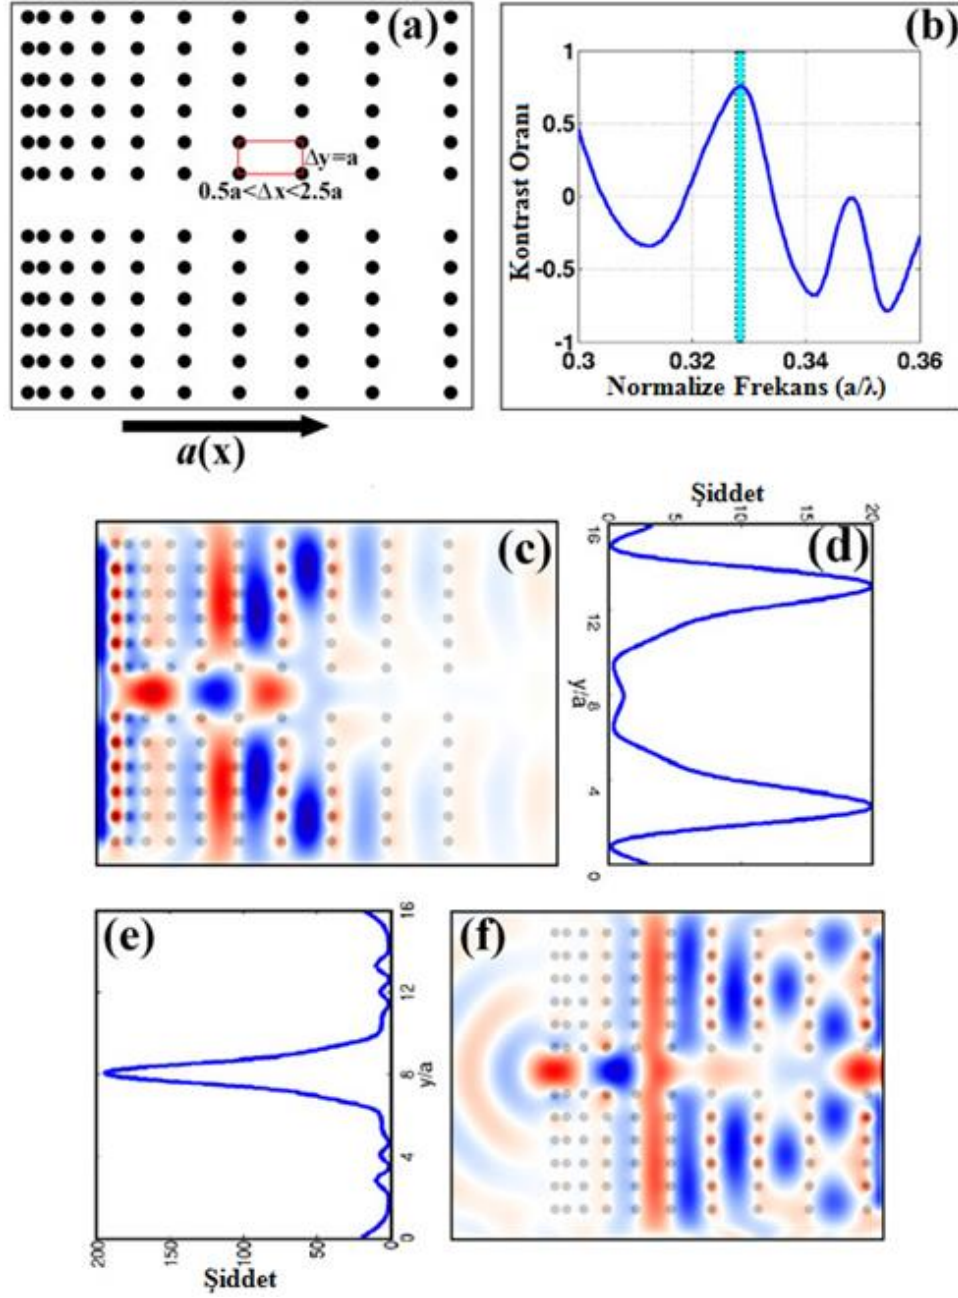 (a)
Δy=a
0.5a<Δx<2.5a
a(x)
(b)
Kontrast Oranı
1
0.5
0
-0.5
-1
0.3 0.32 0.34 0.36
Normalize Frekans (a/λ)
(c)
Şiddet
0 5 10 15 20
(d)
16
12
8
4
0
y/a
(e)
16
12
8
4
0
y/a
200 150 100 50 0
Şiddet
(f)